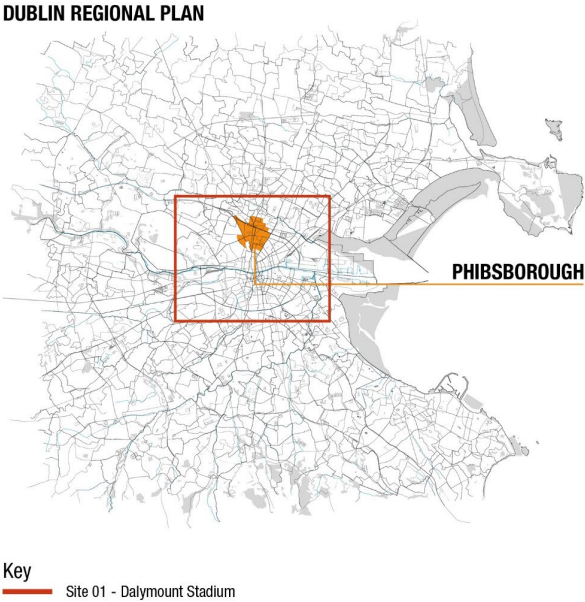 DUBLIN REGIONAL PLAN
PHIBSBOROUGH
Key
Site 01 - Dalymount Stadium